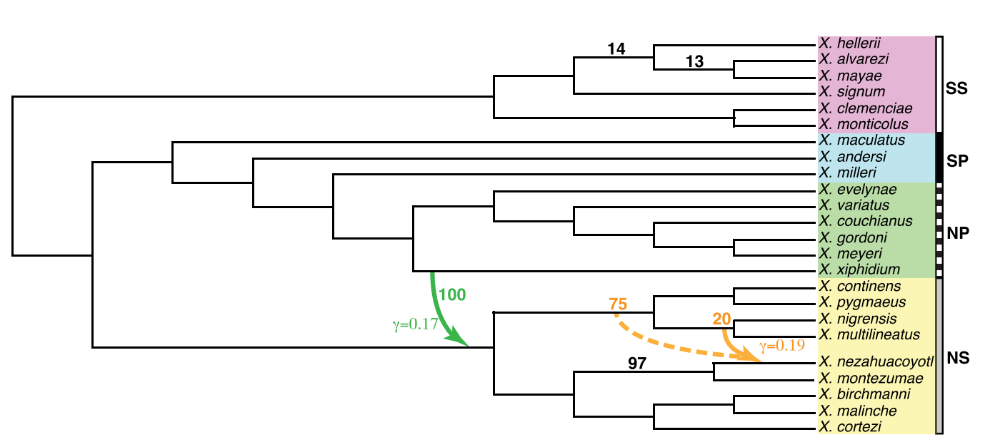 14
X. hellerii
13
X. alvarezi
X. mayae
SS
X. signum
X. clemenciae
X. monticolus
X. maculatus
X. andersi
SP
X. milleri
X. evelynae
X. variatus
X. couchianus
NP
X. gordoni
X. meyeri
X. xiphidium
X. continens
100
X. pygmaeus
75
20
X. nigrensis
γ=0.17
X. multilineatus
γ=0.19
97
X. nezahuacoyotl
NS
X. montezumae
X. birchmanni
X. malinche
X. cortezi